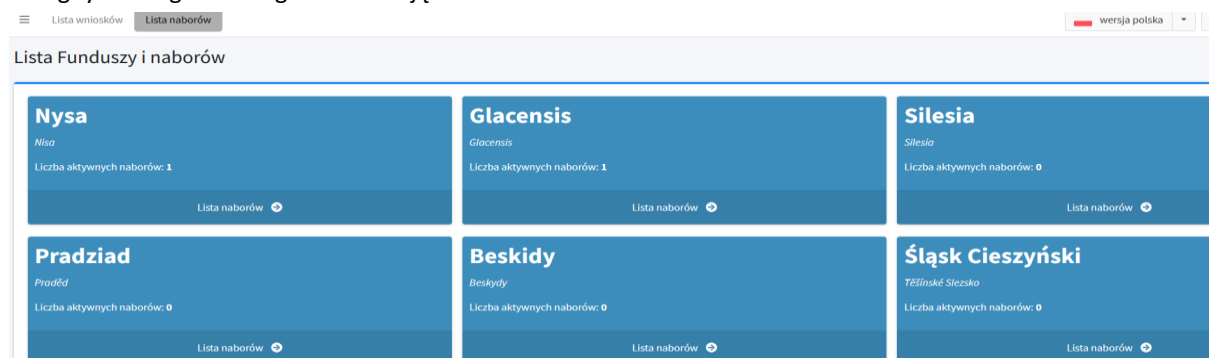 Lista wniosków Lista naborów wersja polska
Lista Funduszy i naborów
Nysa
Nisa
Liczba aktywnych naborów: 1
Lista naborów
Glacensis
Glacensis
Liczba aktywnych naborów: 1
Lista naborów
Silesia
Silesia
Liczba aktywnych naborów: 0
Lista naborów
Pradziad
Praděd
Liczba aktywnych naborów: 0
Lista naborów
Beskidy
Beskydy
Liczba aktywnych naborów: 0
Lista naborów
Śląsk Cieszyński
Těšínské Slezsko
Liczba aktywnych naborów: 0
Lista naborów